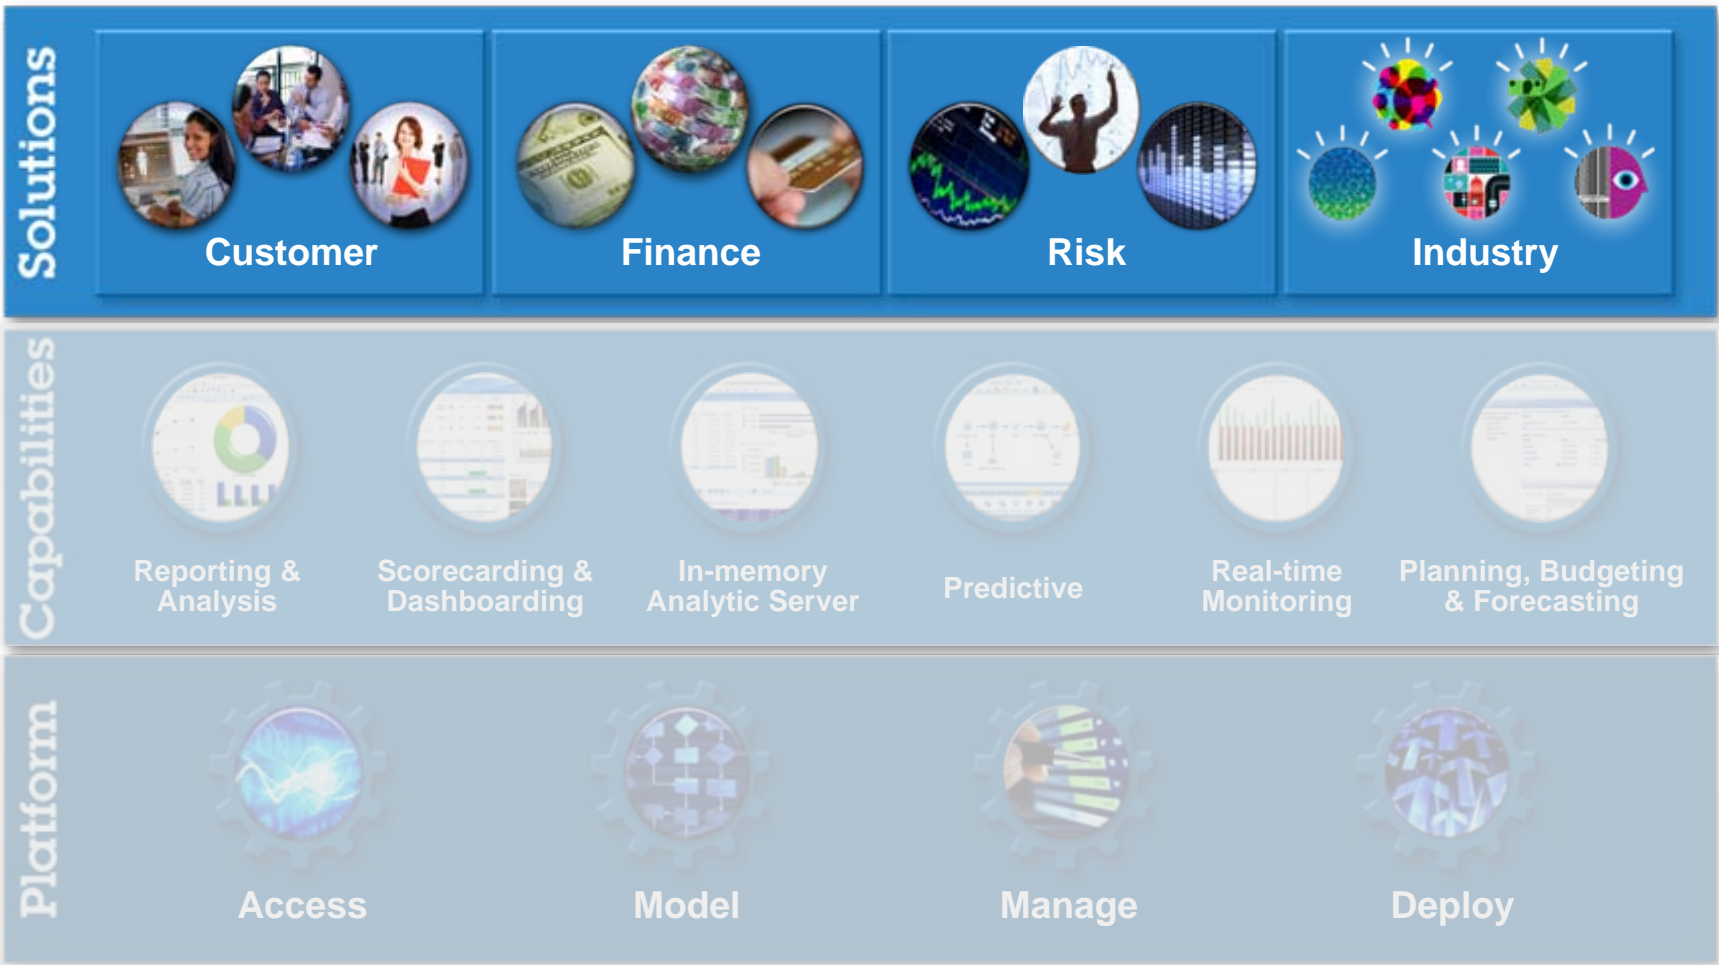 Solutions
Customer
Finance
Risk
Industry
Capabilities
Reporting &
Analysis
Scorecarding &
Dashboarding
In-memory
Analytic Server
Predictive
Real-time
Monitoring
Planning, Budgeting
& Forecasting
Platform
Access
Model
Manage
Deploy